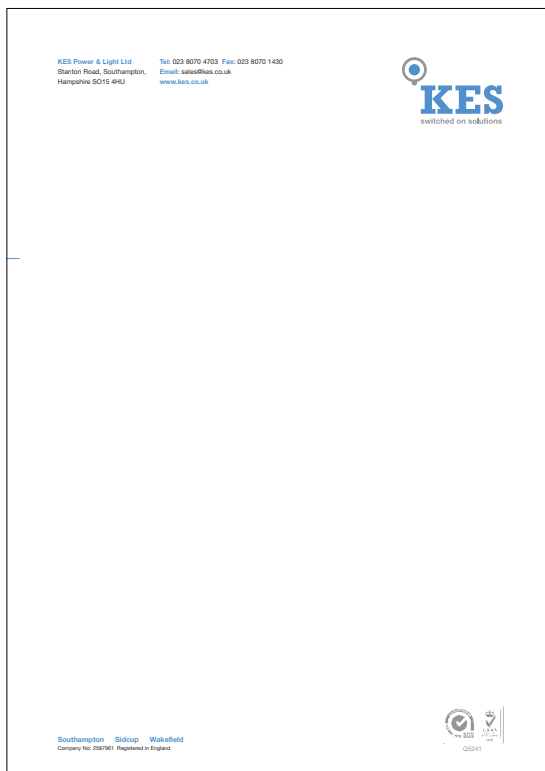 KES Power & Light Ltd
Stanton Road, Southampton,
Hampshire SO15 4HU
Tel: 023 8070 4703 Fax: 023 8070 1430
Email: sales@kes.co.uk
www.kes.co.uk
KES
switched on solutions
Southampton Sidcup Wakefield
Company No: 2587961 Registered in England
SGS
QS241